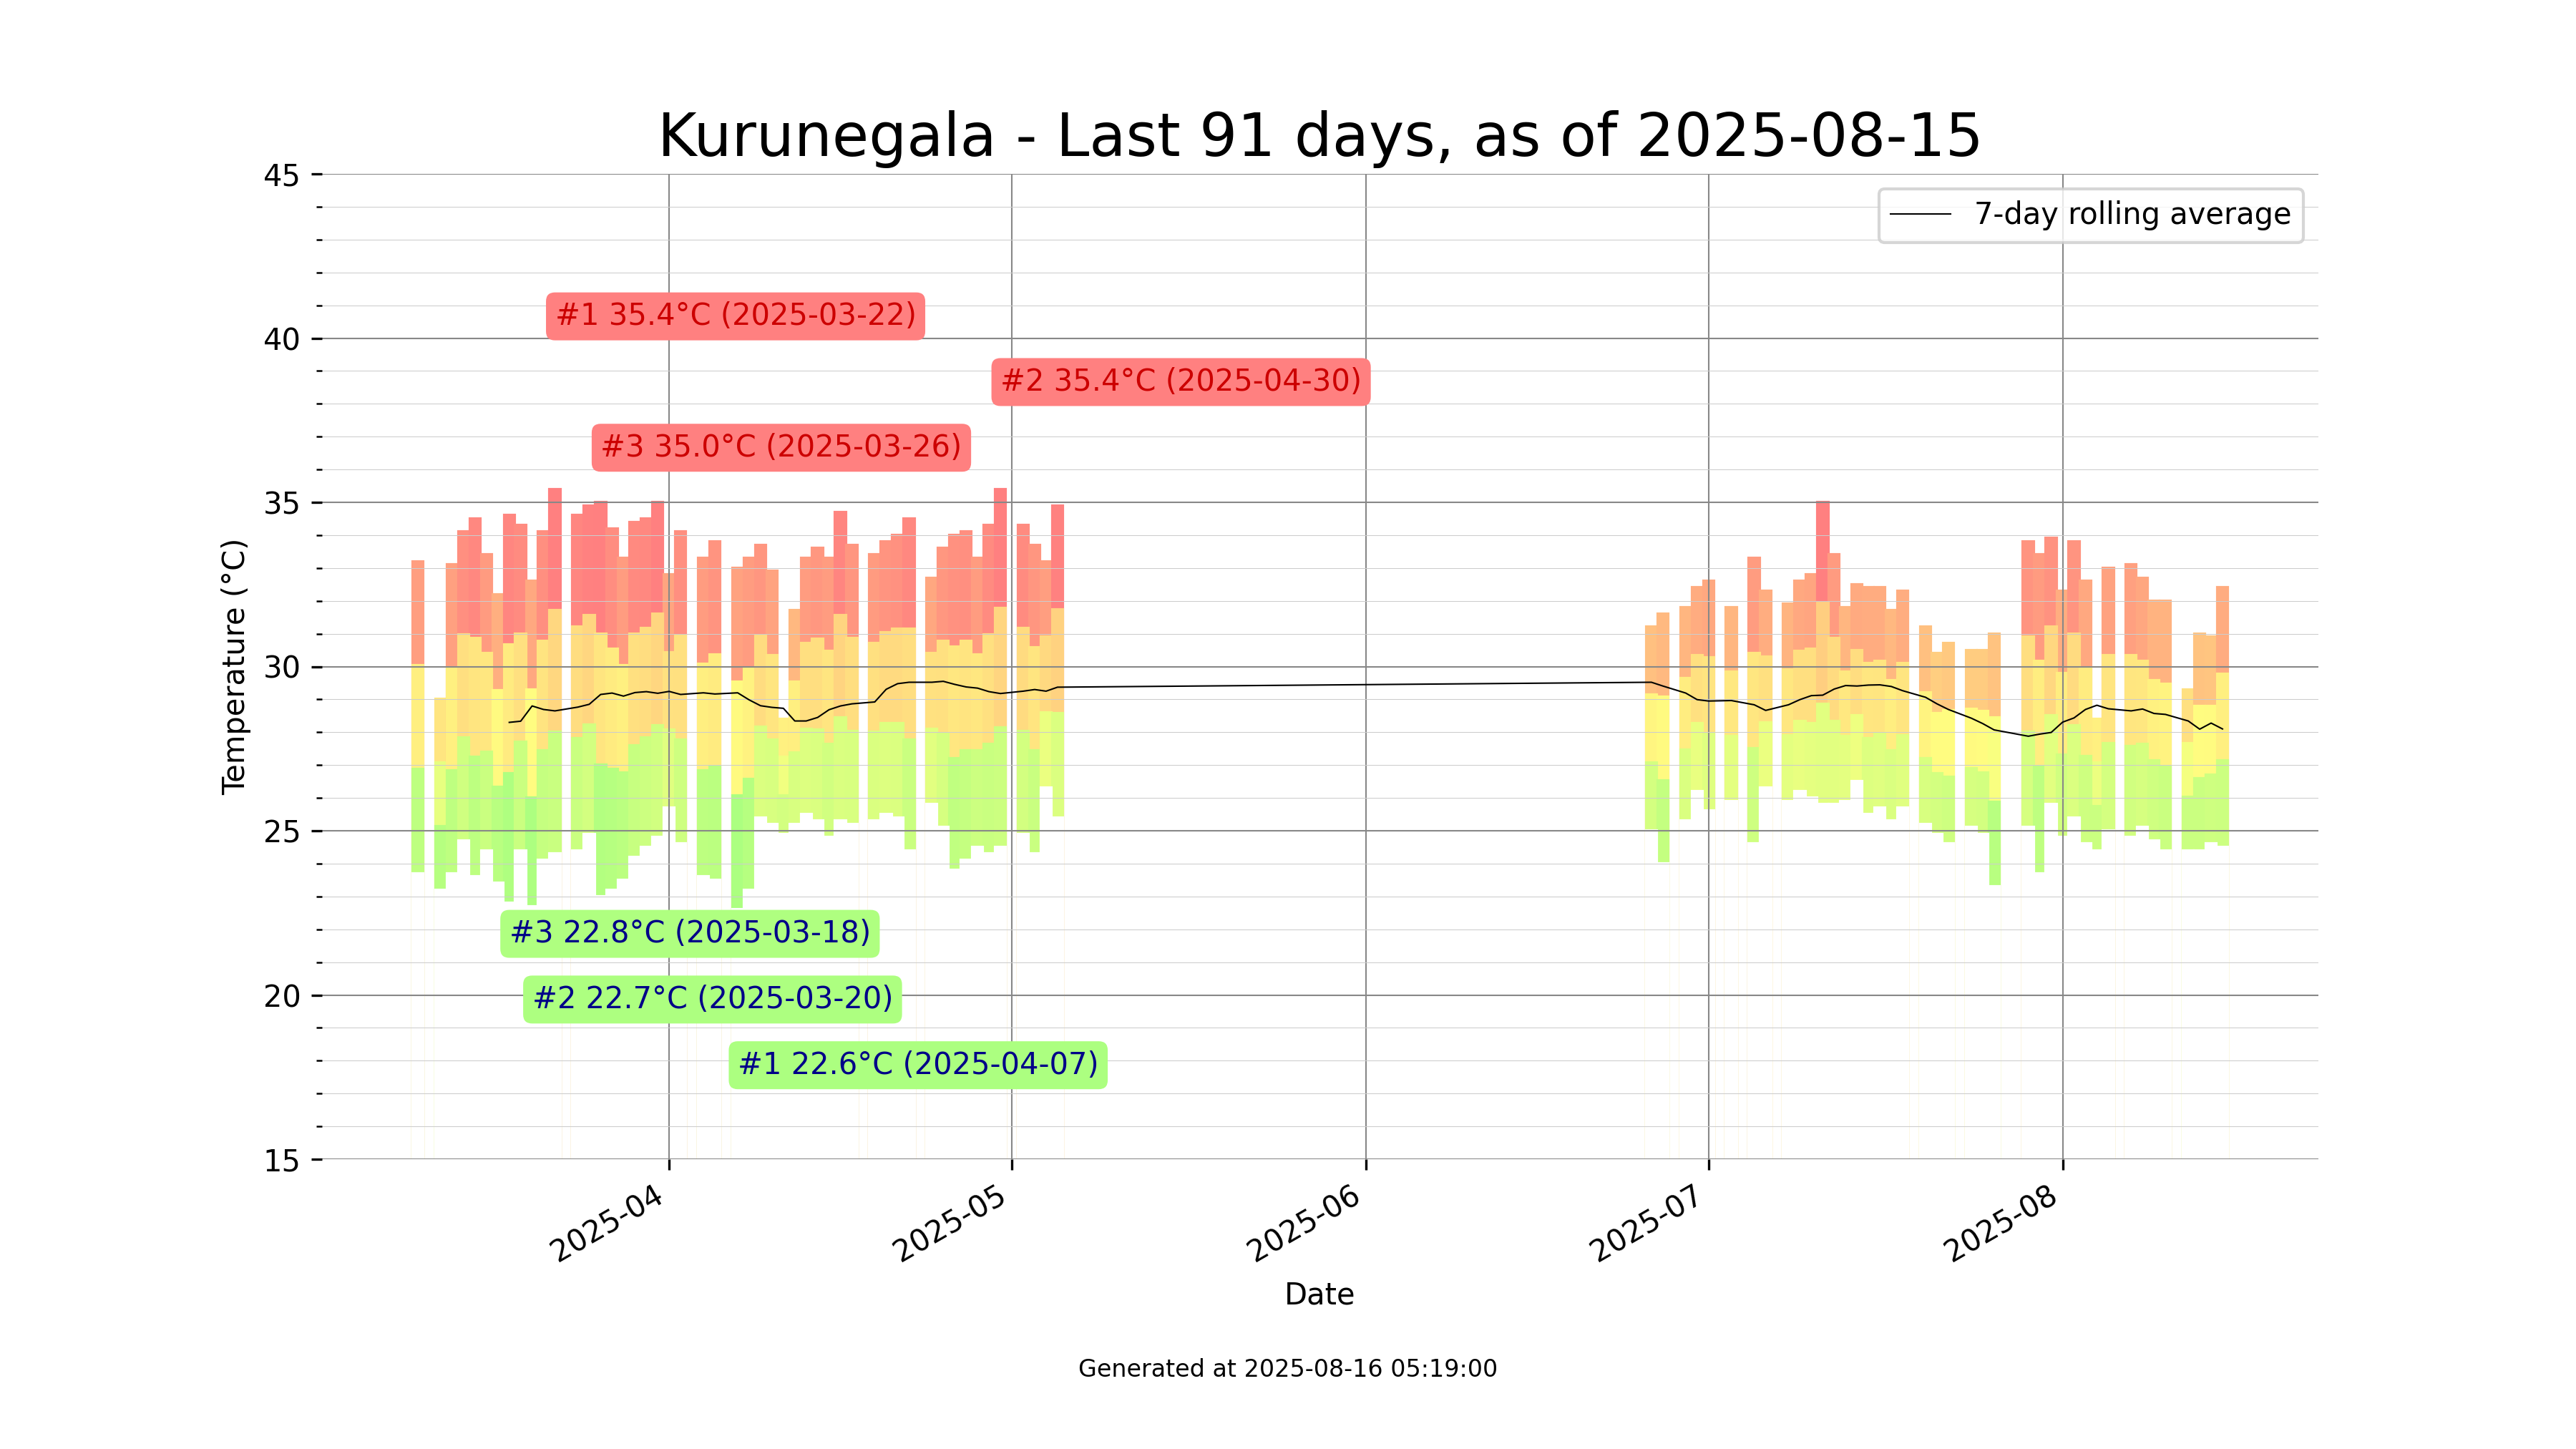 Kurunegala - Last 91 days, as of 2025-08-15
45
7-day rolling average
#1 35.4°C (2025-03-22)
40
#2 35.4°C (2025-04-30)
#3 35.0°C (2025-03-26)
35
Temperature (°C)
30
25
#3 22.8°C (2025-03-18)
20
#2 22.7°C (2025-03-20)
#1 22.6°C (2025-04-07)
15
2025-04
2025-05
2025-06
2025-07
2025-08
Date
Generated at 2025-08-16 05:19:00